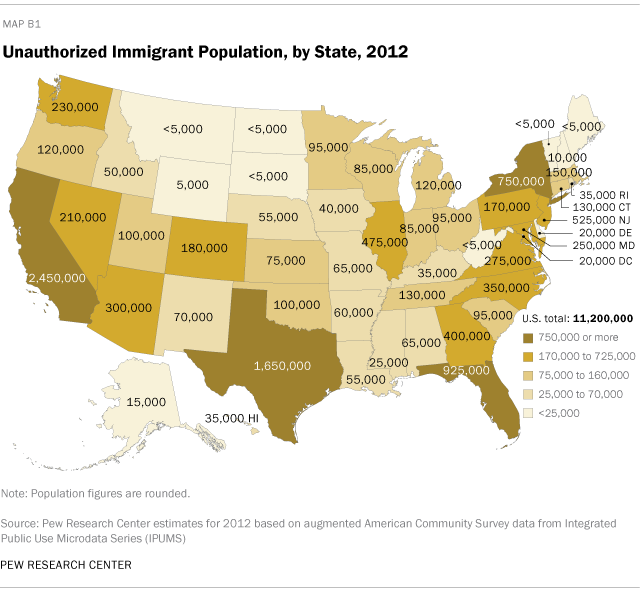 MAP B1
Unauthorized Immigrant Population, by State, 2012
230,000
<5,000
<5,000
<5,000
<5,000
95,000
10,000
120,000
50,000
85,000
150,000
750,000
5,000
<5,000
120,000
35,000 RI
130,000 CT
170,000
55,000
40,000
210,000
95,000
525,000 NJ
100,000
180,000
475,000
85,000
20,000 DE
<5,000
250,000 MD
275,000
20,000 DC
75,000
65,000
35,000
2,450,000
350,000
130,000
300,000
70,000
100,000
60,000
95,000
U.S. total: 11,200,000
400,000
750,000 or more
65,000
170,000 to 725,000
1,650,000
25,000
925,000
75,000 to 160,000
55,000
25,000 to 70,000
15,000
<25,000
35,000 HI
Note: Population figures are rounded.
Source: Pew Research Center estimates for 2012 based on augmented American Community Survey data from Integrated
Public Use Microdata Series (IPUMS)
PEW RESEARCH CENTER